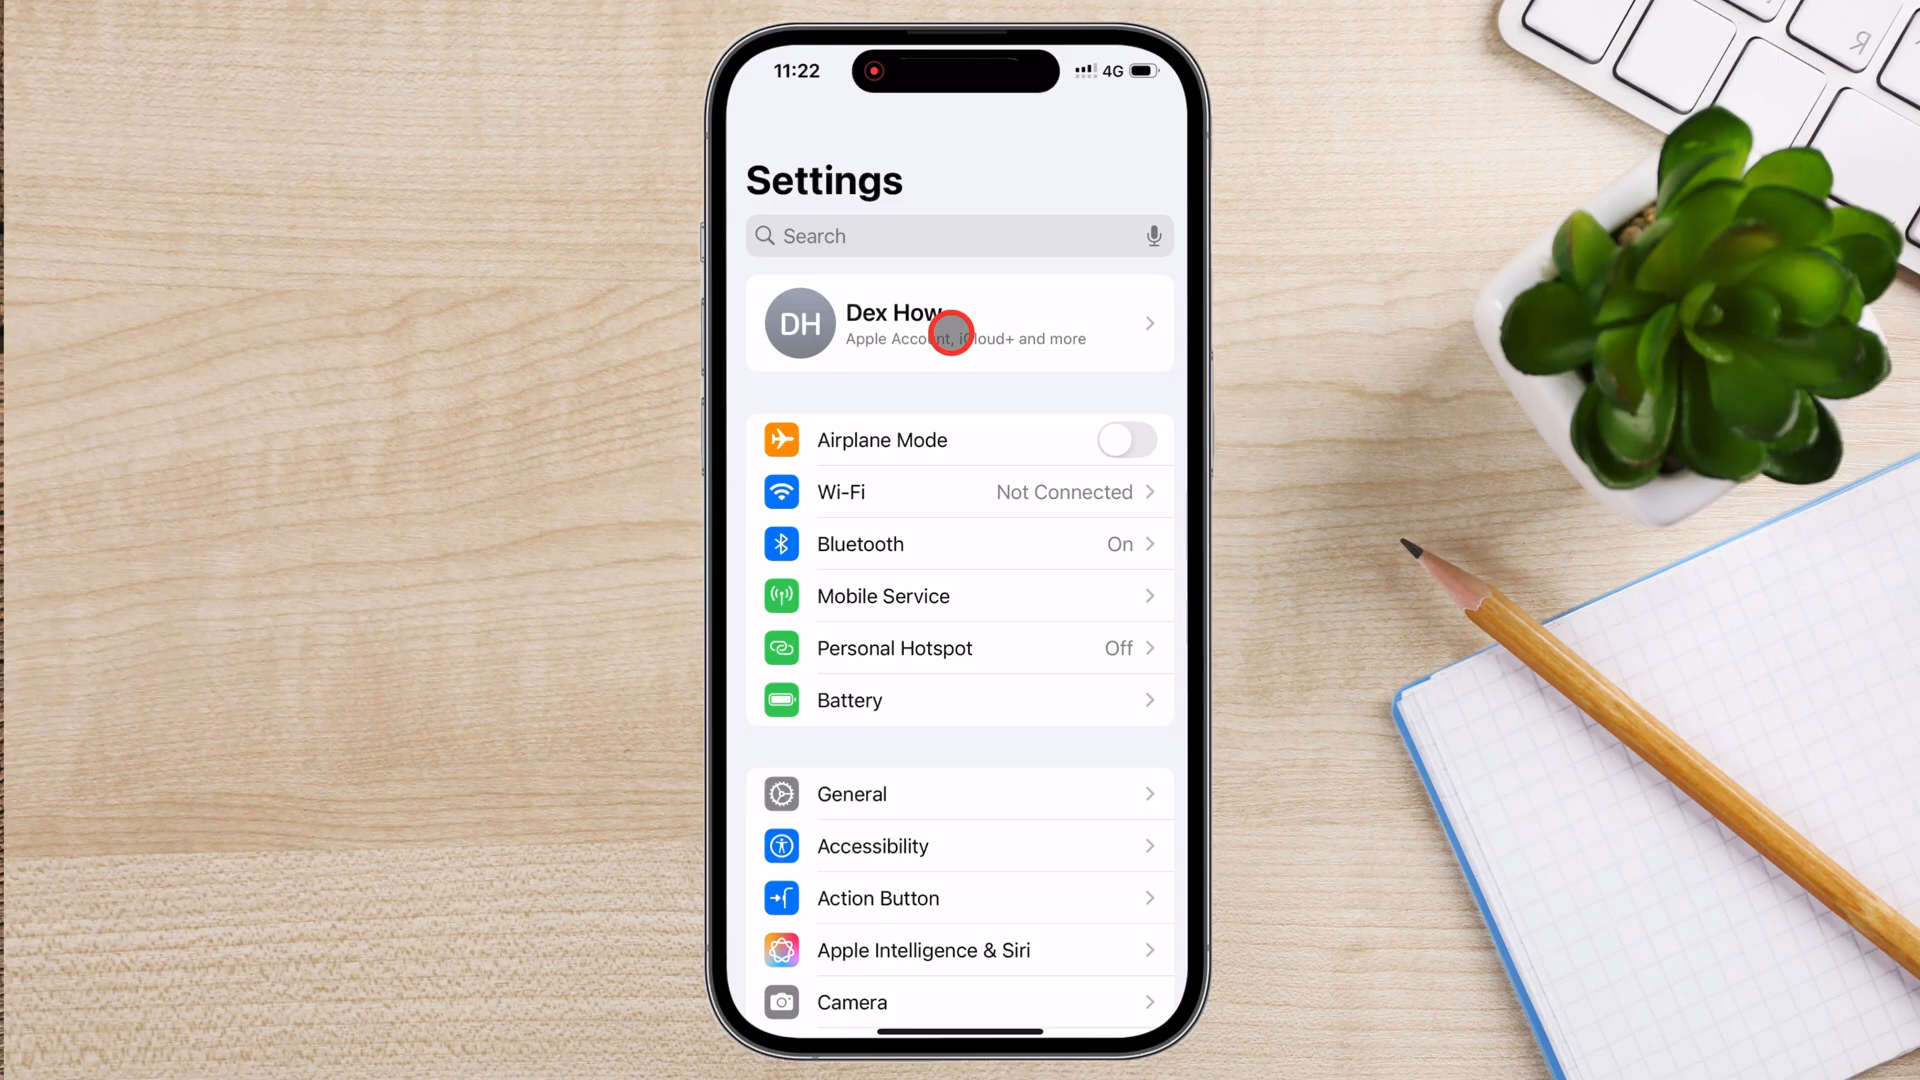 11:22
4G
Settings
Search
DH
Dex How
Apple Account, iCloud+ and more
Airplane Mode
Wi-Fi Not Connected
Bluetooth On
Mobile Service
Personal Hotspot Off
Battery
General
Accessibility
Action Button
Apple Intelligence & Siri
Camera
R